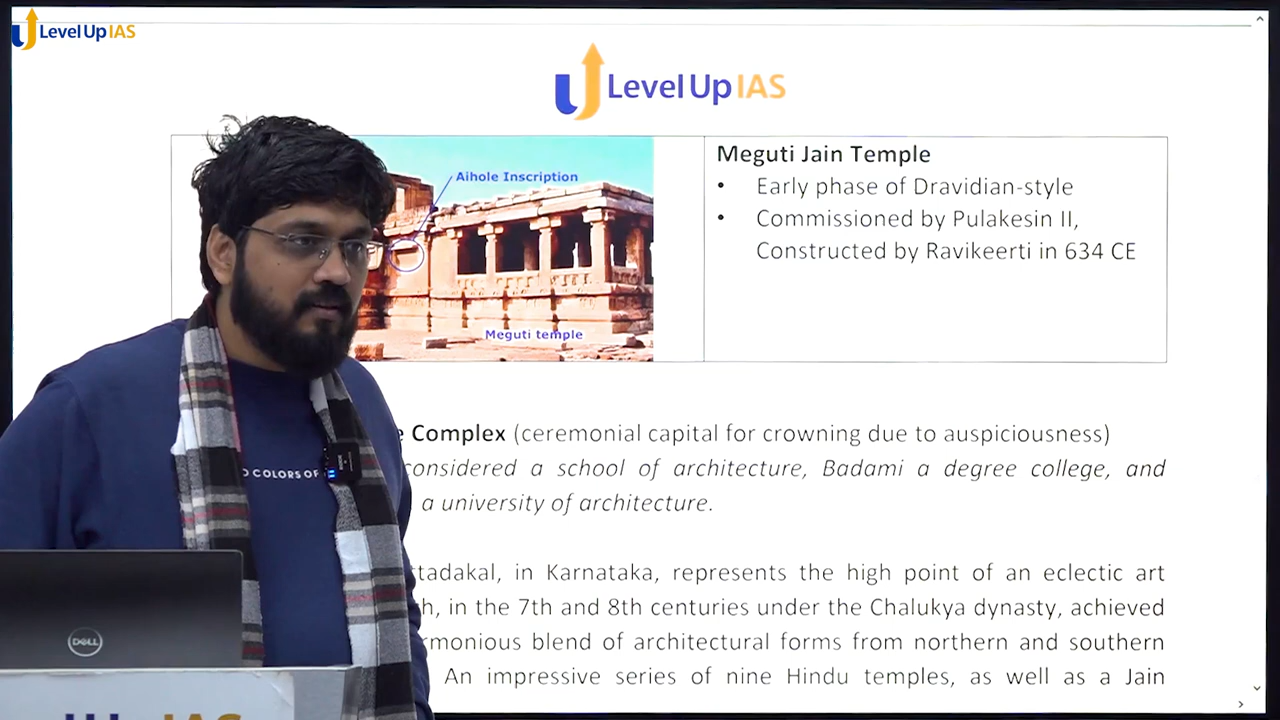 Level Up IAS
Level Up IAS
Aihole Inscription
Meguti temple
Meguti Jain Temple
• Early phase of Dravidian-style
• Commissioned by Pulakesin II,
Constructed by Ravikeerti in 634 CE
Complex (ceremonial capital for crowning due to auspiciousness)
considered a school of architecture, Badami a degree college, and
a university of architecture.
in Karnataka, represents the high point of an eclectic art
in the 7th and 8th centuries under the Chalukya dynasty, achieved
blend of architectural forms from northern and southern
An impressive series of nine Hindu temples, as well as a Jain
COLORS OF
DELL